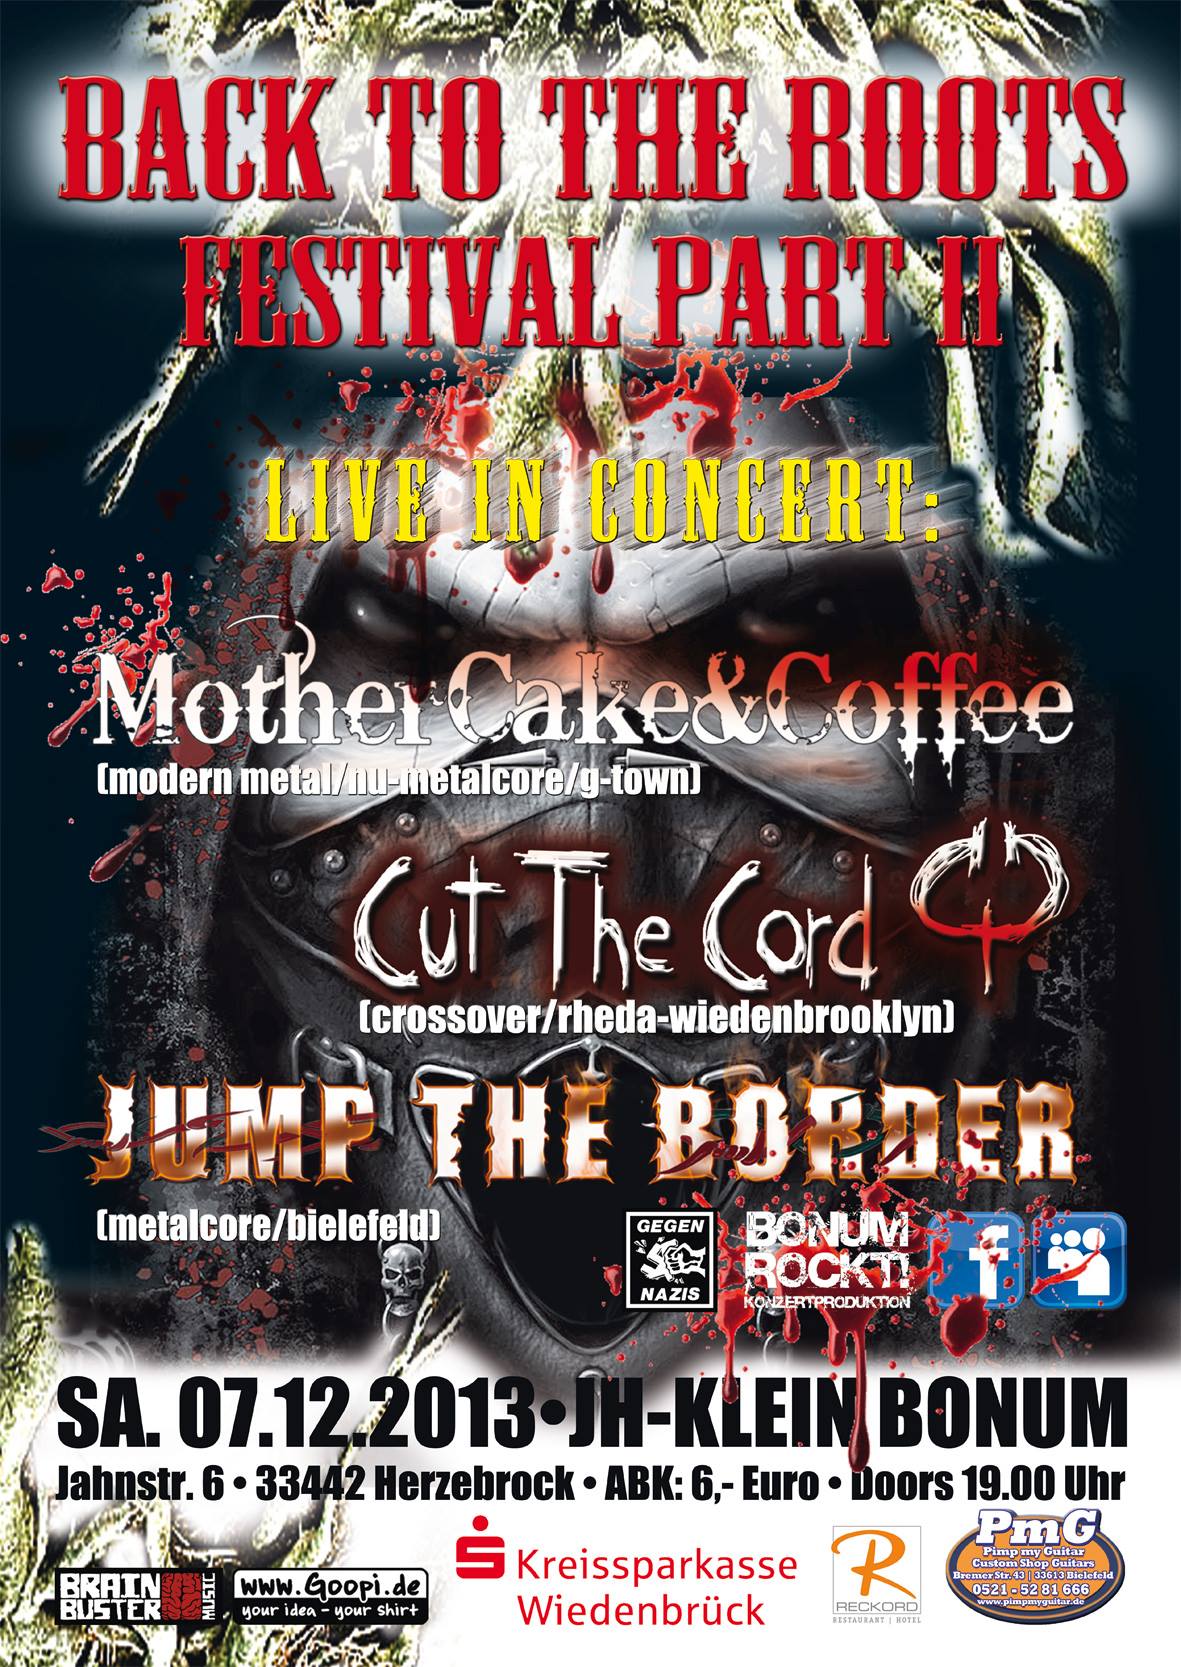 BACK TO THE ROOTS
FESTIVAL PART II
LIVE IN CONCERT:
MotherCake&Coffee
(modern metal/nu-metalcore/g-town)
Cut The Cord
(crossover/rheda-wiedenbrooklyn)
JUMP THE BORDER
(metalcore/bielefeld)
GEGEN
NAZIS
BONUM
ROCKT!
KONZERTPRODUKTION
f
SA. 07.12.2013•JH-KLEIN BONUM
Jahnstr. 6 • 33442 Herzebrock • ABK: 6,- Euro • Doors 19.00 Uhr
BRAIN
BUSTER
MUSIC
www.Goopi.de
your idea - your shirt
Kreissparkasse
Wiedenbrück
R
RECKORD
RESTAURANT | HOTEL
PmG
Pimp my Guitar
Custom Shop Guitars
Bremer Str. 43 | 33613 Bielefeld
0521 - 52 81 666
www.pimpmyguitar.de